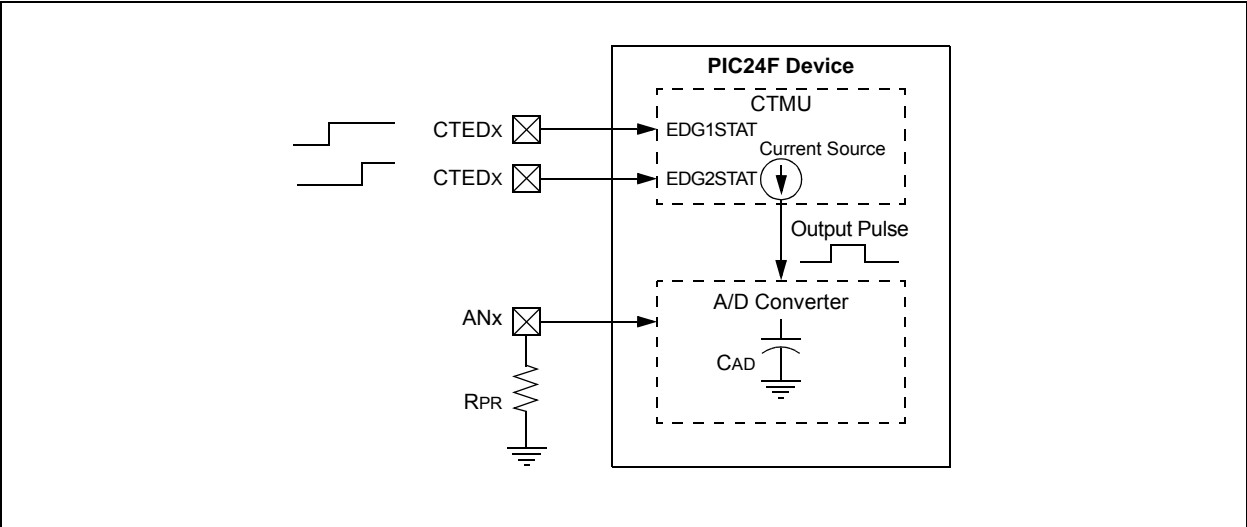 PIC24F Device
CTMU
CTEDx
EDG1STAT
Current Source
CTEDx
EDG2STAT
Output Pulse
A/D Converter
ANx
CAD
RPR